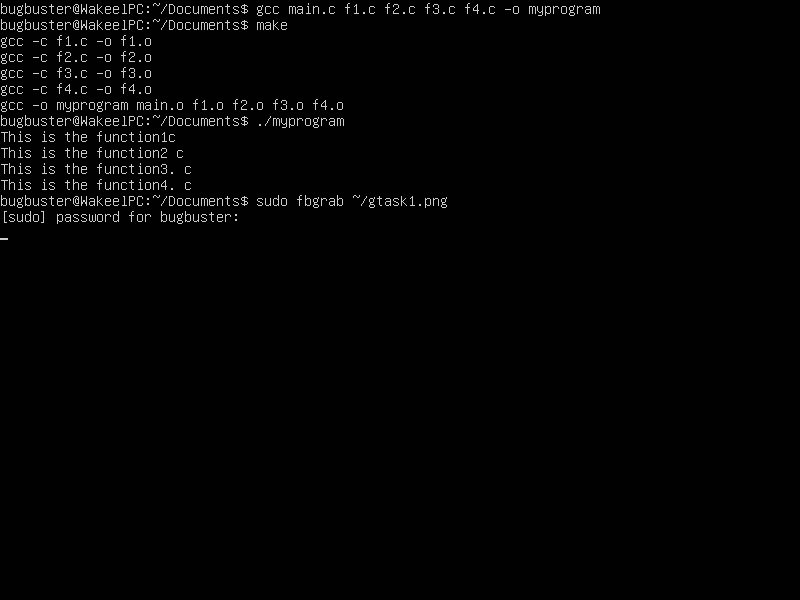 bugbuster@WakeelPC:~/Documents$ gcc main.c f1.c f2.c f3.c f4.c -o myprogram
bugbuster@WakeelPC:~/Documents$ make
gcc -c f1.c -o f1.o
gcc -c f2.c -o f2.o
gcc -c f3.c -o f3.o
gcc -c f4.c -o f4.o
gcc -o myprogram main.o f1.o f2.o f3.o f4.o
bugbuster@WakeelPC:~/Documents$ ./myprogram
This is the function1c
This is the function2 c
This is the function3. c
This is the function4. c
bugbuster@WakeelPC:~/Documents$ sudo fbgrab ~/gtask1.png
[sudo] password for bugbuster: